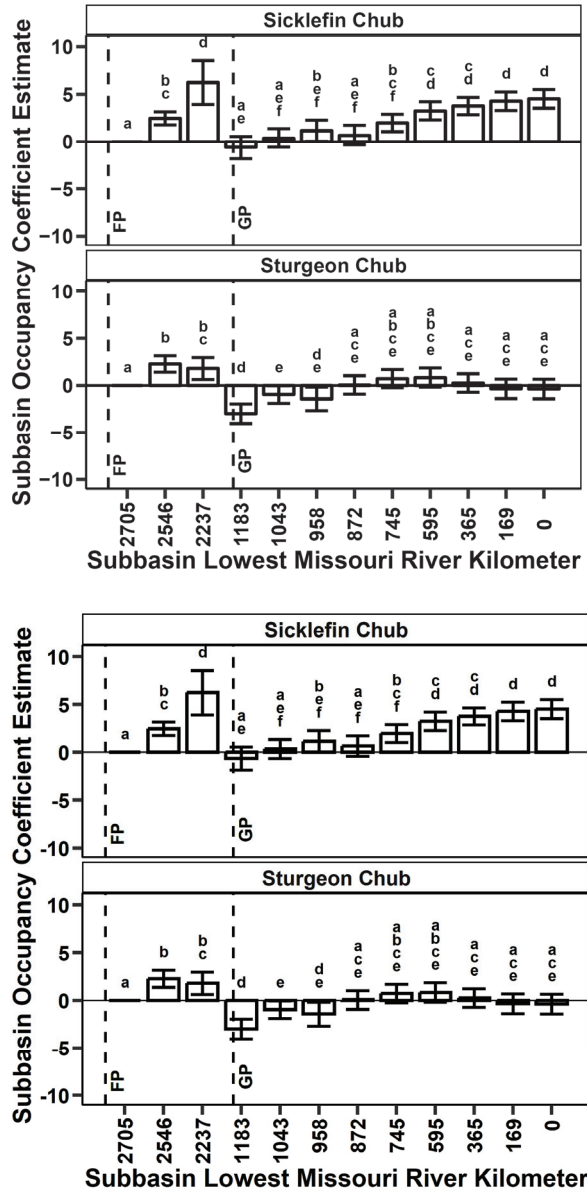 Sicklefin Chub
Subbasin Occupancy Coefficient Estimate
10
5
0
−5
−10
FP
GP
a
b
c
d
a
e
a
e
f
b
e
f
a
e
f
b
c
f
c
d
c
d
d
d
Sturgeon Chub
10
5
0
−5
−10
FP
GP
a
b
b
c
d
e
d
e
a
c
e
a
b
c
e
a
b
c
e
a
c
e
a
c
e
a
c
e
2705
2546
2237
1183
1043
958
872
745
595
365
169
0
Subbasin Lowest Missouri River Kilometer
Sicklefin Chub
Subbasin Occupancy Coefficient Estimate
10
5
0
-5
-10
FP
GP
a
b
c
d
a
e
a
e
f
b
e
f
a
e
f
b
c
f
c
d
c
d
d
d
Sturgeon Chub
10
5
0
-5
-10
FP
GP
a
b
b
c
d
e
d
e
a
c
e
a
b
c
e
a
b
c
e
a
c
e
a
c
e
a
c
e
2705
2546
2237
1183
1043
958
872
745
595
365
169
0
Subbasin Lowest Missouri River Kilometer